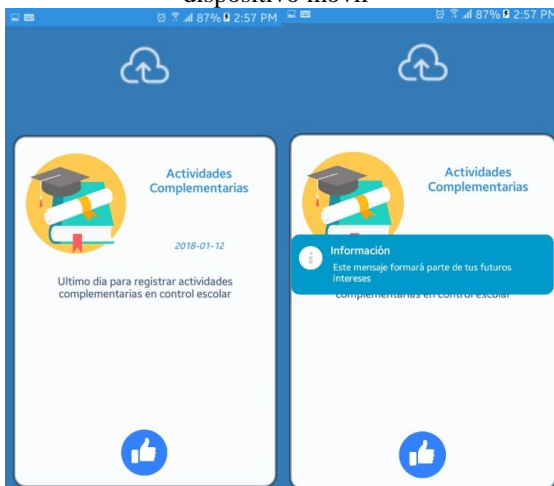 dispositivo móvil
87% 2:57 PM
87% 2:57 PM
Actividades
Complementarias
2018-01-12
Ultimo dia para registrar actividades
complementarias en control escolar
Actividades
Complementarias
Información
Este mensaje formará parte de tus futuros
intereses
complementarias en control escolar